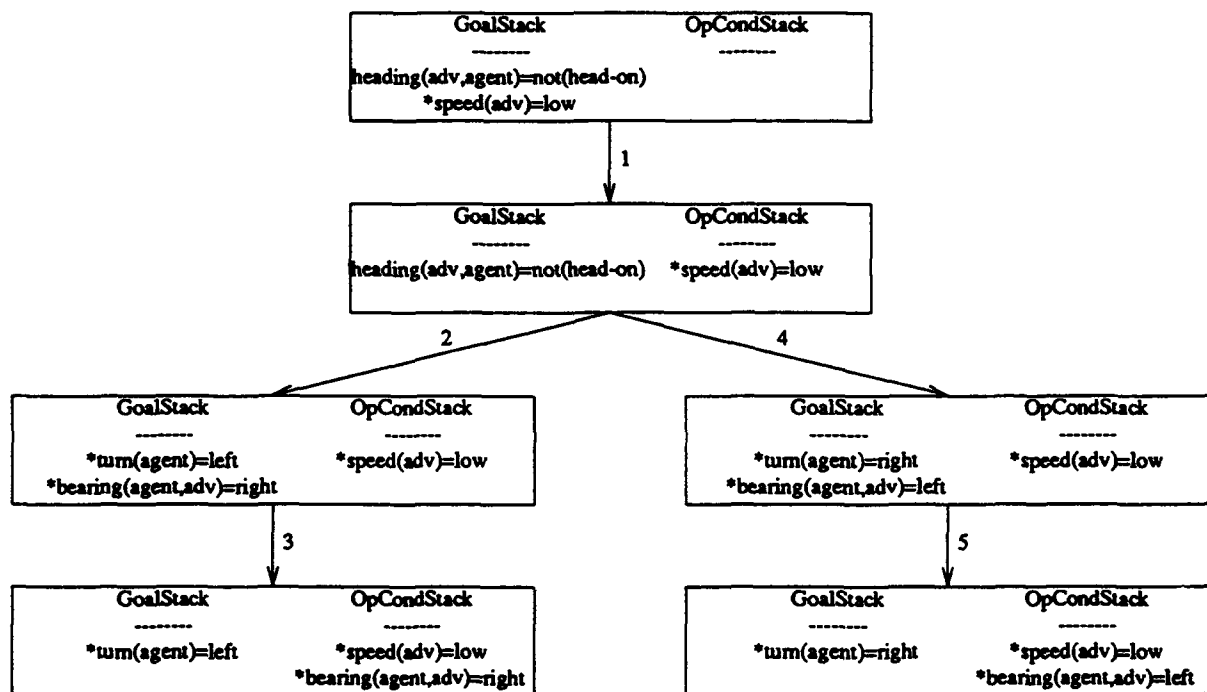 GoalStack OpCondStack
-------- --------
heading(adv,agent)=not(head-on)
*speed(adv)=low
1
GoalStack OpCondStack
-------- --------
heading(adv,agent)=not(head-on) *speed(adv)=low
2 4
GoalStack OpCondStack GoalStack OpCondStack
-------- -------- -------- --------
*turn(agent)=left *speed(adv)=low *turn(agent)=right *speed(adv)=low
*bearing(agent,adv)=right *bearing(agent,adv)=left
3 5
GoalStack OpCondStack GoalStack OpCondStack
-------- -------- -------- --------
*turn(agent)=left *speed(adv)=low *turn(agent)=right *speed(adv)=low
*bearing(agent,adv)=right *bearing(agent,adv)=left